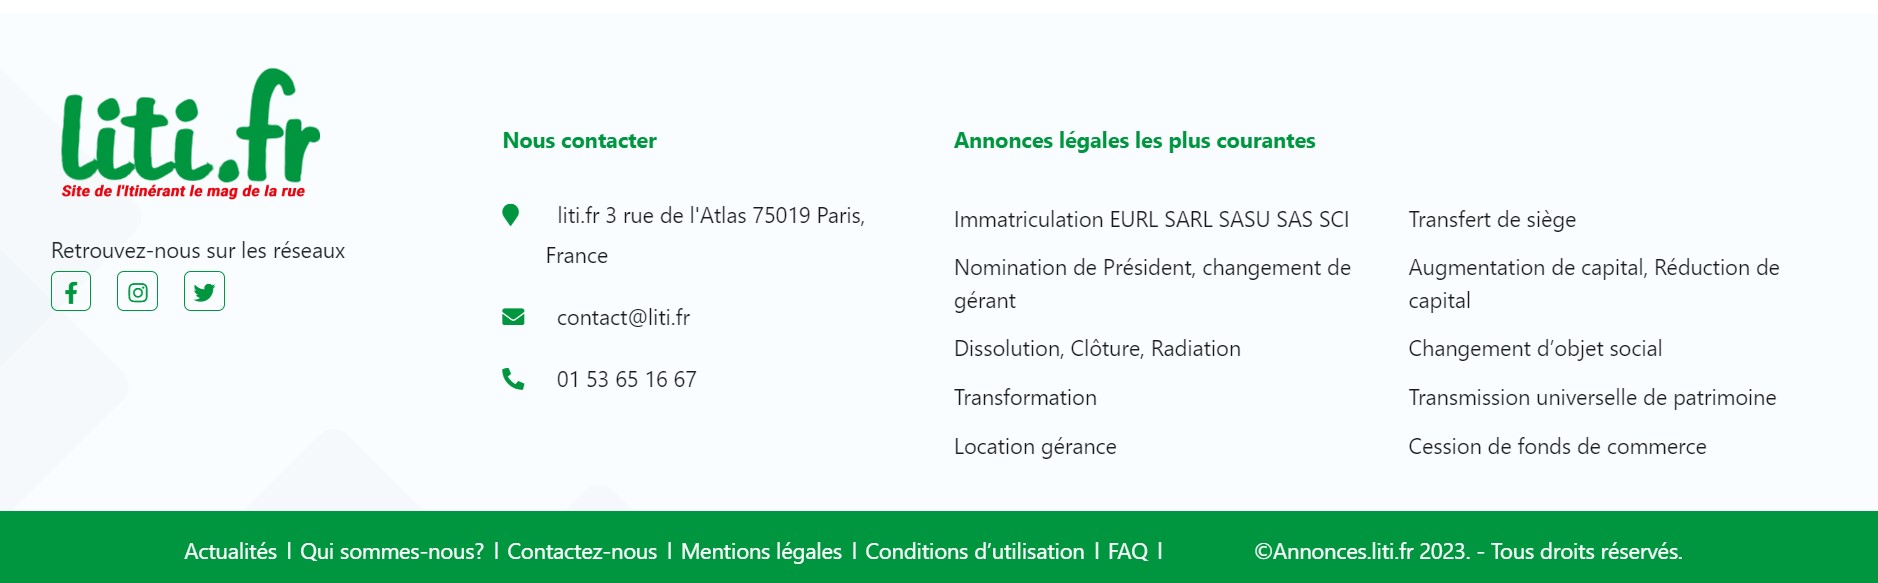 liti.fr
Site de l'Itinérant le mag de la rue
Retrouvez-nous sur les réseaux
Nous contacter
liti.fr 3 rue de l'Atlas 75019 Paris,
France
contact@liti.fr
01 53 65 16 67
Annonces légales les plus courantes
Immatriculation EURL SARL SASU SAS SCI
Nomination de Président, changement de
gérant
Dissolution, Clôture, Radiation
Transformation
Location gérance
Transfert de siège
Augmentation de capital, Réduction de
capital
Changement d’objet social
Transmission universelle de patrimoine
Cession de fonds de commerce
Actualités | Qui sommes-nous? | Contactez-nous | Mentions légales | Conditions d’utilisation | FAQ | ©Annonces.liti.fr 2023. - Tous droits réservés.